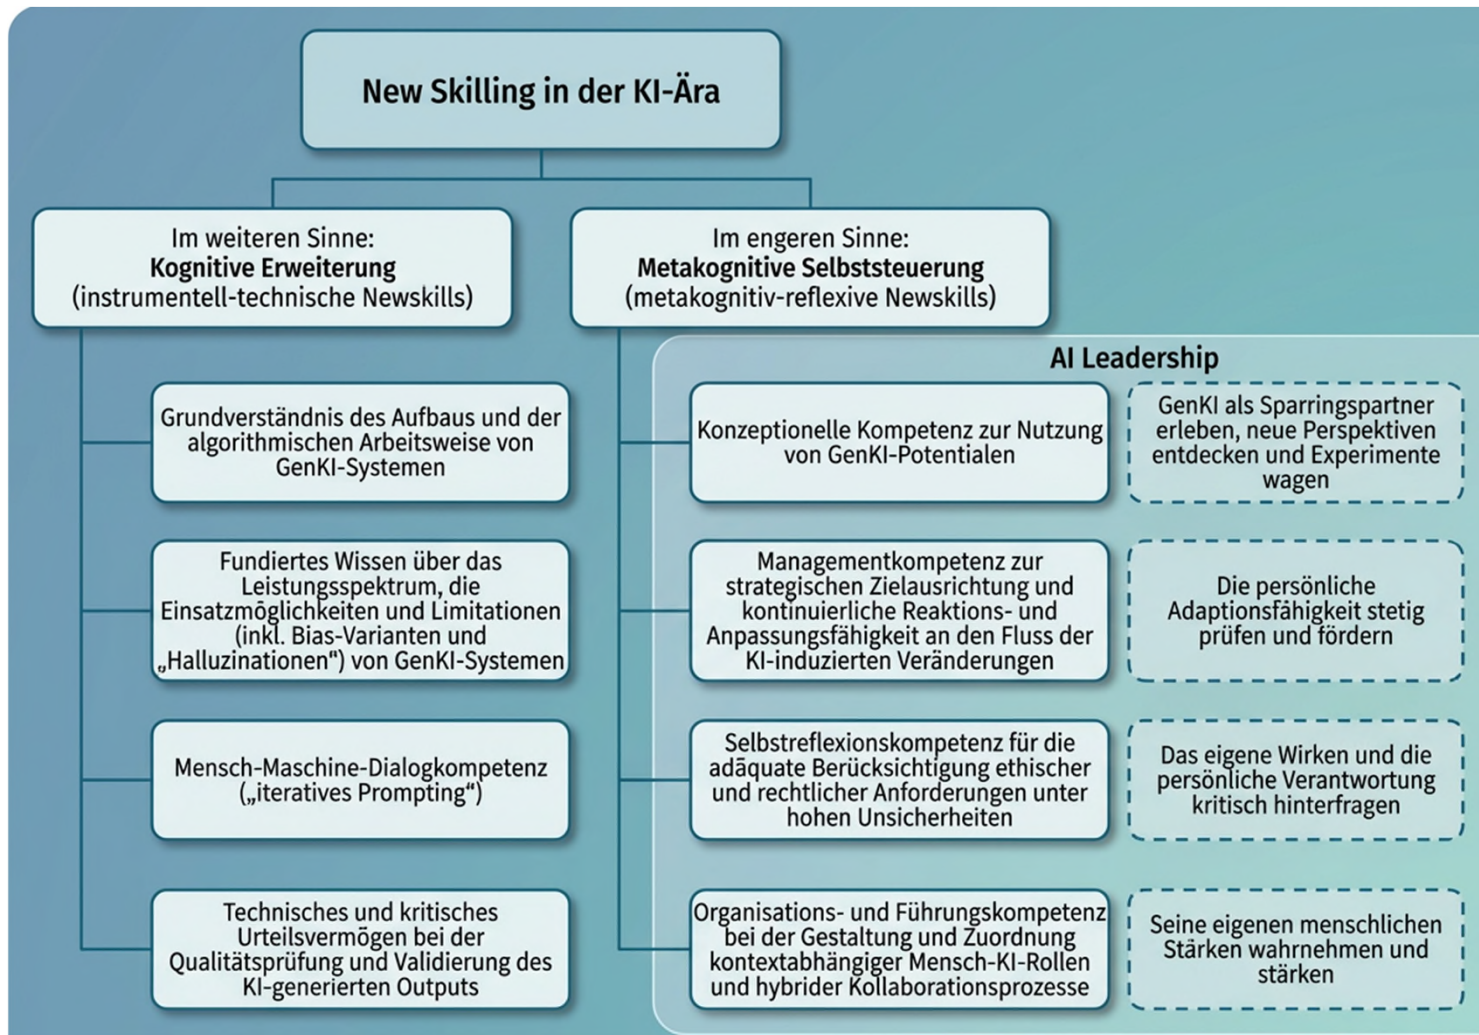 New Skilling in der KI-Ära
Im weiteren Sinne:
Kognitive Erweiterung
(instrumentell-technische Newskills)
Im engeren Sinne:
Metakognitive Selbststeuerung
(metakognitiv-reflexive Newskills)
Grundverständnis des Aufbaus und der
algorithmischen Arbeitsweise von
GenKI-Systemen
Fundiertes Wissen über das
Leistungsspektrum, die
Einsatzmöglichkeiten und Limitationen
(inkl. Bias-Varianten und
„Halluzinationen“) von GenKI-Systemen
Mensch-Maschine-Dialogkompetenz
(„iteratives Prompting“)
Technisches und kritisches
Urteilsvermögen bei der
Qualitätsprüfung und Validierung des
KI-generierten Outputs
AI Leadership
Konzeptionelle Kompetenz zur Nutzung
von GenKI-Potentialen
GenKI als Sparringspartner
erleben, neue Perspektiven
entdecken und Experimente
wagen
Managementkompetenz zur
strategischen Zielausrichtung und
kontinuierliche Reaktions- und
Anpassungsfähigkeit an den Fluss der
KI-induzierten Veränderungen
Die persönliche
Adaptionsfähigkeit stetig
prüfen und fördern
Selbstreflexionskompetenz für die
adäquate Berücksichtigung ethischer
und rechtlicher Anforderungen unter
hohen Unsicherheiten
Das eigene Wirken und die
persönliche Verantwortung
kritisch hinterfragen
Organisations- und Führungskompetenz
bei der Gestaltung und Zuordnung
kontextabhängiger Mensch-KI-Rollen
und hybrider Kollaborationsprozesse
Seine eigenen menschlichen
Stärken wahrnehmen und
stärken